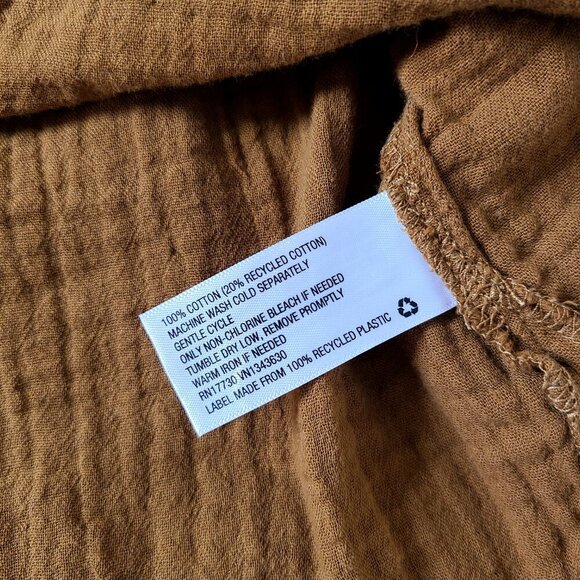 100% COTTON (20% RECYCLED COTTON)
MACHINE WASH COLD SEPARATELY
GENTLE CYCLE
ONLY NON-CHLORINE BLEACH IF NEEDED
TUMBLE DRY LOW, REMOVE PROMPTLY
WARM IRON IF NEEDED
RN17730 VN1343630
LABEL MADE FROM 100% RECYCLED PLASTIC